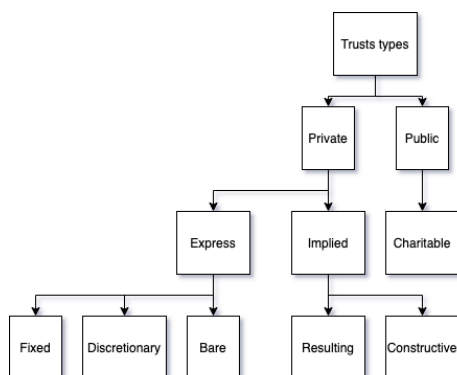 Trusts types
Private
Public
Express
Implied
Charitable
Fixed
Discretionary
Bare
Resulting
Constructive